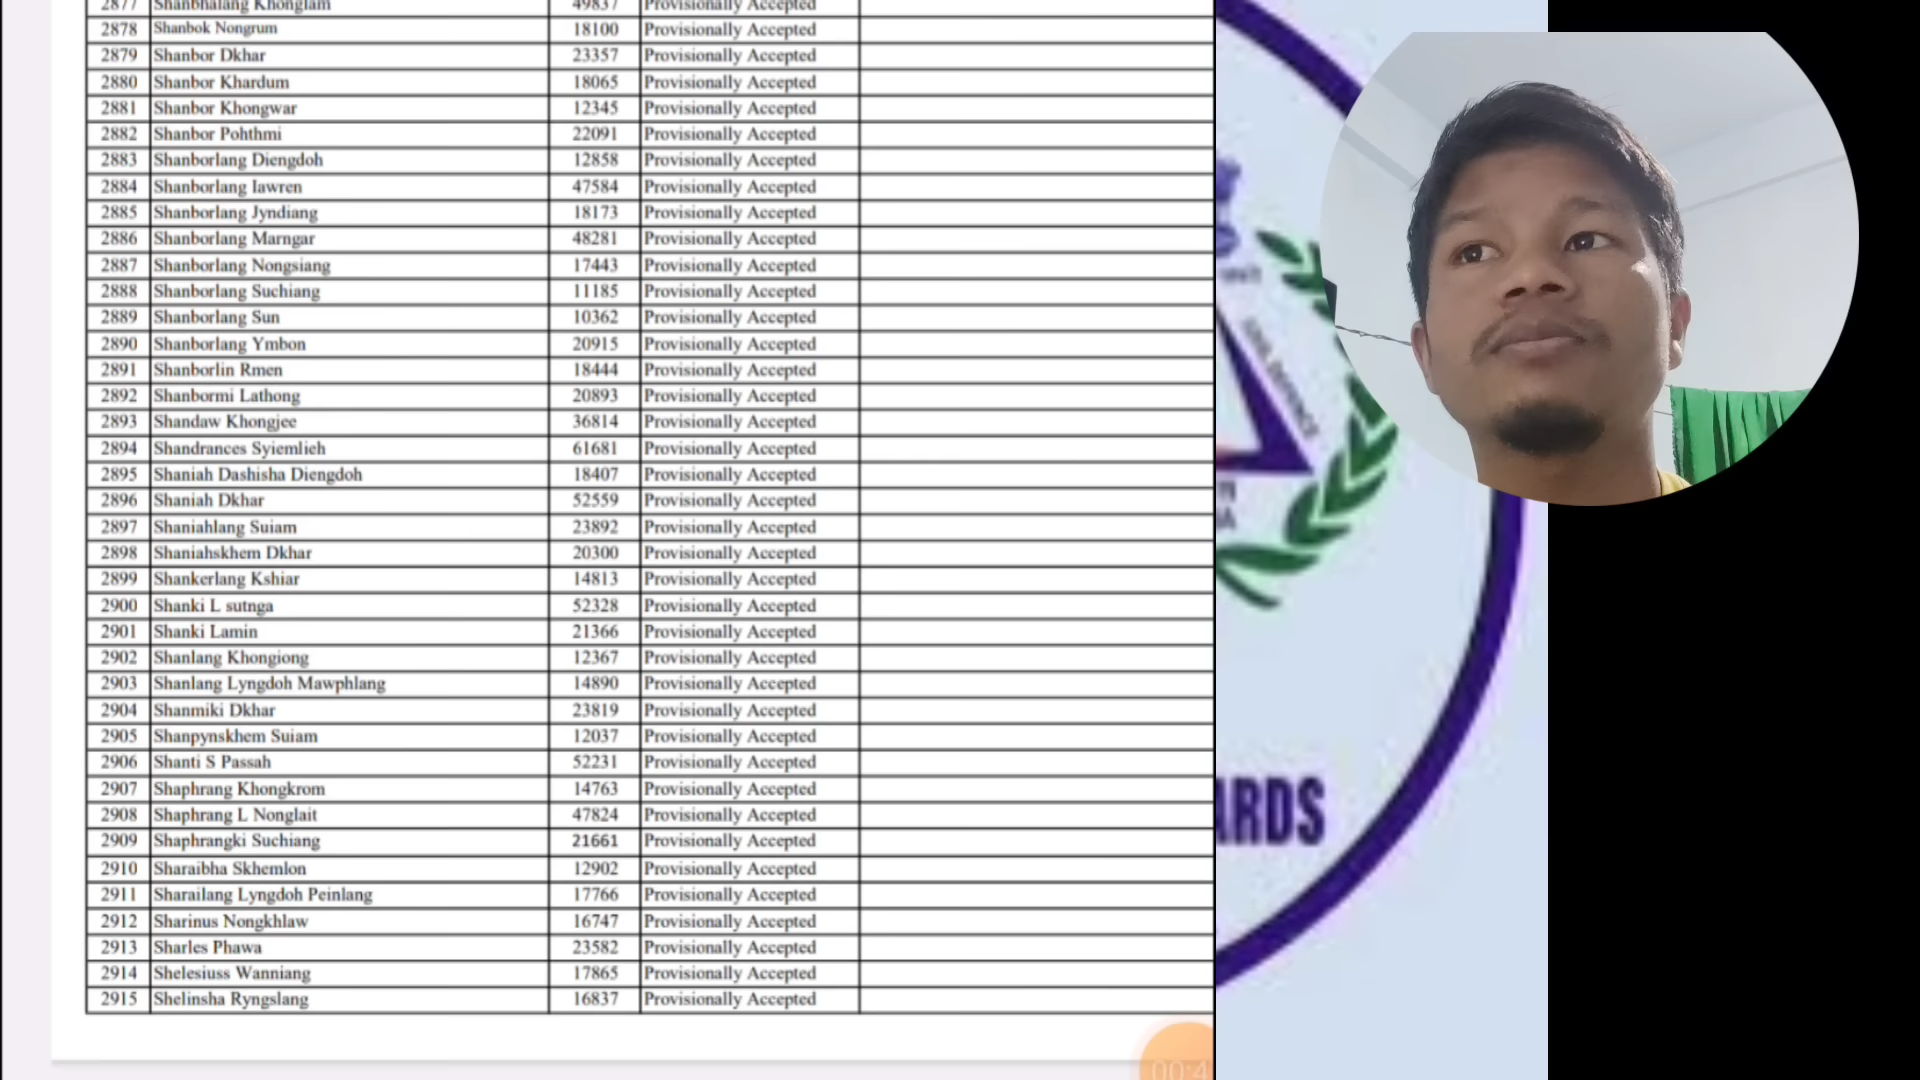 2877 Shanbhalang Khonglam 49837 Provisionally Accepted
2878 Shanbok Nongrum 18100 Provisionally Accepted
2879 Shanbor Dkhar 23357 Provisionally Accepted
2880 Shanbor Khardum 18065 Provisionally Accepted
2881 Shanbor Khongwar 12345 Provisionally Accepted
2882 Shanbor Pohthmi 22091 Provisionally Accepted
2883 Shanborlang Diengdoh 12858 Provisionally Accepted
2884 Shanborlang Iawren 47584 Provisionally Accepted
2885 Shanborlang Jyndiang 18173 Provisionally Accepted
2886 Shanborlang Marngar 48281 Provisionally Accepted
2887 Shanborlang Nongsiang 17443 Provisionally Accepted
2888 Shanborlang Suchiang 11185 Provisionally Accepted
2889 Shanborlang Sun 10362 Provisionally Accepted
2890 Shanborlang Ymbon 20915 Provisionally Accepted
2891 Shanborlin Rmen 18444 Provisionally Accepted
2892 Shanbormi Lathong 20893 Provisionally Accepted
2893 Shandaw Khongjee 36814 Provisionally Accepted
2894 Shandrances Syiemlieh 61681 Provisionally Accepted
2895 Shaniah Dashisha Diengdoh 18407 Provisionally Accepted
2896 Shaniah Dkhar 52559 Provisionally Accepted
2897 Shaniahlang Suiam 23892 Provisionally Accepted
2898 Shaniahskhem Dkhar 20300 Provisionally Accepted
2899 Shankerlang Kshiar 14813 Provisionally Accepted
2900 Shanki L sutnga 52328 Provisionally Accepted
2901 Shanki Lamin 21366 Provisionally Accepted
2902 Shanlang Khongiong 12367 Provisionally Accepted
2903 Shanlang Lyngdoh Mawphlang 14890 Provisionally Accepted
2904 Shanmiki Dkhar 23819 Provisionally Accepted
2905 Shanpynskhem Suiam 12037 Provisionally Accepted
2906 Shanti S Passah 52231 Provisionally Accepted
2907 Shaphrang Khongkrom 14763 Provisionally Accepted
2908 Shaphrang L Nonglait 47824 Provisionally Accepted
2909 Shaphrangki Suchiang 21661 Provisionally Accepted
2910 Sharaibha Skhemlon 12902 Provisionally Accepted
2911 Sharailang Lyngdoh Peinlang 17766 Provisionally Accepted
2912 Sharinus Nongkhlaw 16747 Provisionally Accepted
2913 Sharles Phawa 23582 Provisionally Accepted
2914 Shelesiuss Wanniang 17865 Provisionally Accepted
2915 Shelinsha Ryngslang 16837 Provisionally Accepted
CIVIL DEFENCE
ARDS
00:4